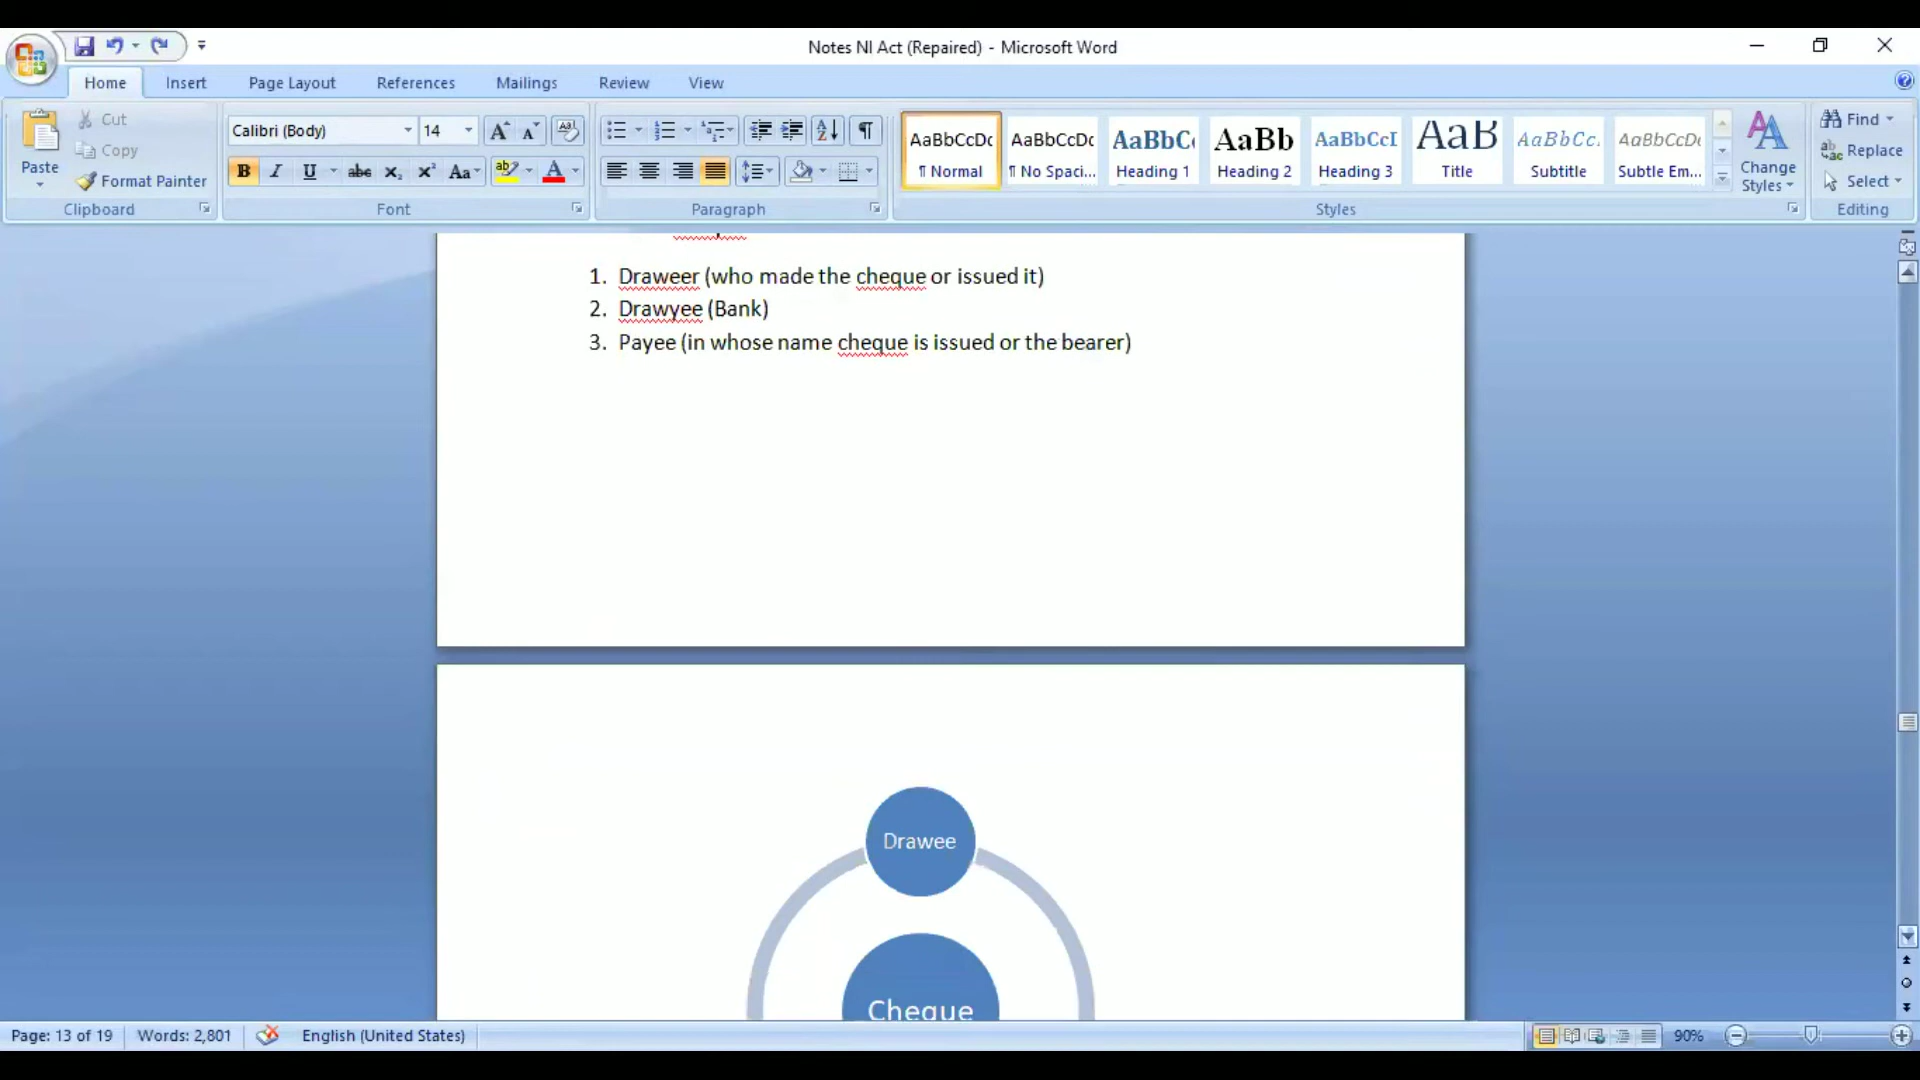 Notes NI Act (Repaired) - Microsoft Word
Home Insert Page Layout References Mailings Review View
Paste
Cut
Copy
Format Painter
Clipboard
Calibri (Body) 14
Font
Paragraph
AaBbCcDc AaBbCcDc AaBbC AaBb AaBbCcI AaB AaBbCc. AaBbCcDc
¶ Normal ¶ No Spaci... Heading 1 Heading 2 Heading 3 Title Subtitle Subtle Em...
Styles
Change
Styles
Find
Replace
Select
Editing
1. Draweer (who made the cheque or issued it)
2. Drawyee (Bank)
3. Payee (in whose name cheque is issued or the bearer)
Drawee
Cheque
Page: 13 of 19 Words: 2,801 English (United States) 90%